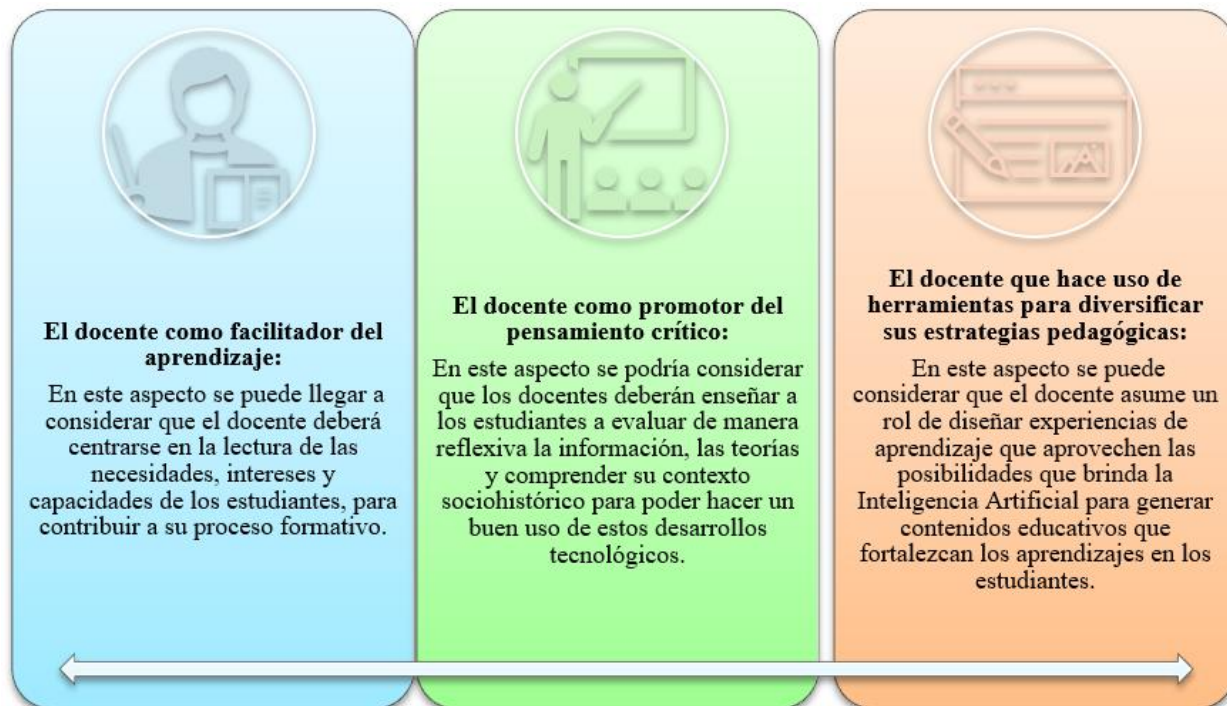 El docente como facilitador del
aprendizaje:
En este aspecto se puede llegar a
considerar que el docente deberá
centrarse en la lectura de las
necesidades, intereses y
capacidades de los estudiantes, para
contribuir a su proceso formativo.
El docente como promotor del
pensamiento crítico:
En este aspecto se podría considerar
que los docentes deberán enseñar a
los estudiantes a evaluar de manera
reflexiva la información, las teorías
y comprender su contexto
sociohistórico para poder hacer un
buen uso de estos desarrollos
tecnológicos.
El docente que hace uso de
herramientas para diversificar
sus estrategias pedagógicas:
En este aspecto se puede
considerar que el docente asume un
rol de diseñar experiencias de
aprendizaje que aprovechen las
posibilidades que brinda la
Inteligencia Artificial para generar
contenidos educativos que
fortalezcan los aprendizajes en los
estudiantes.